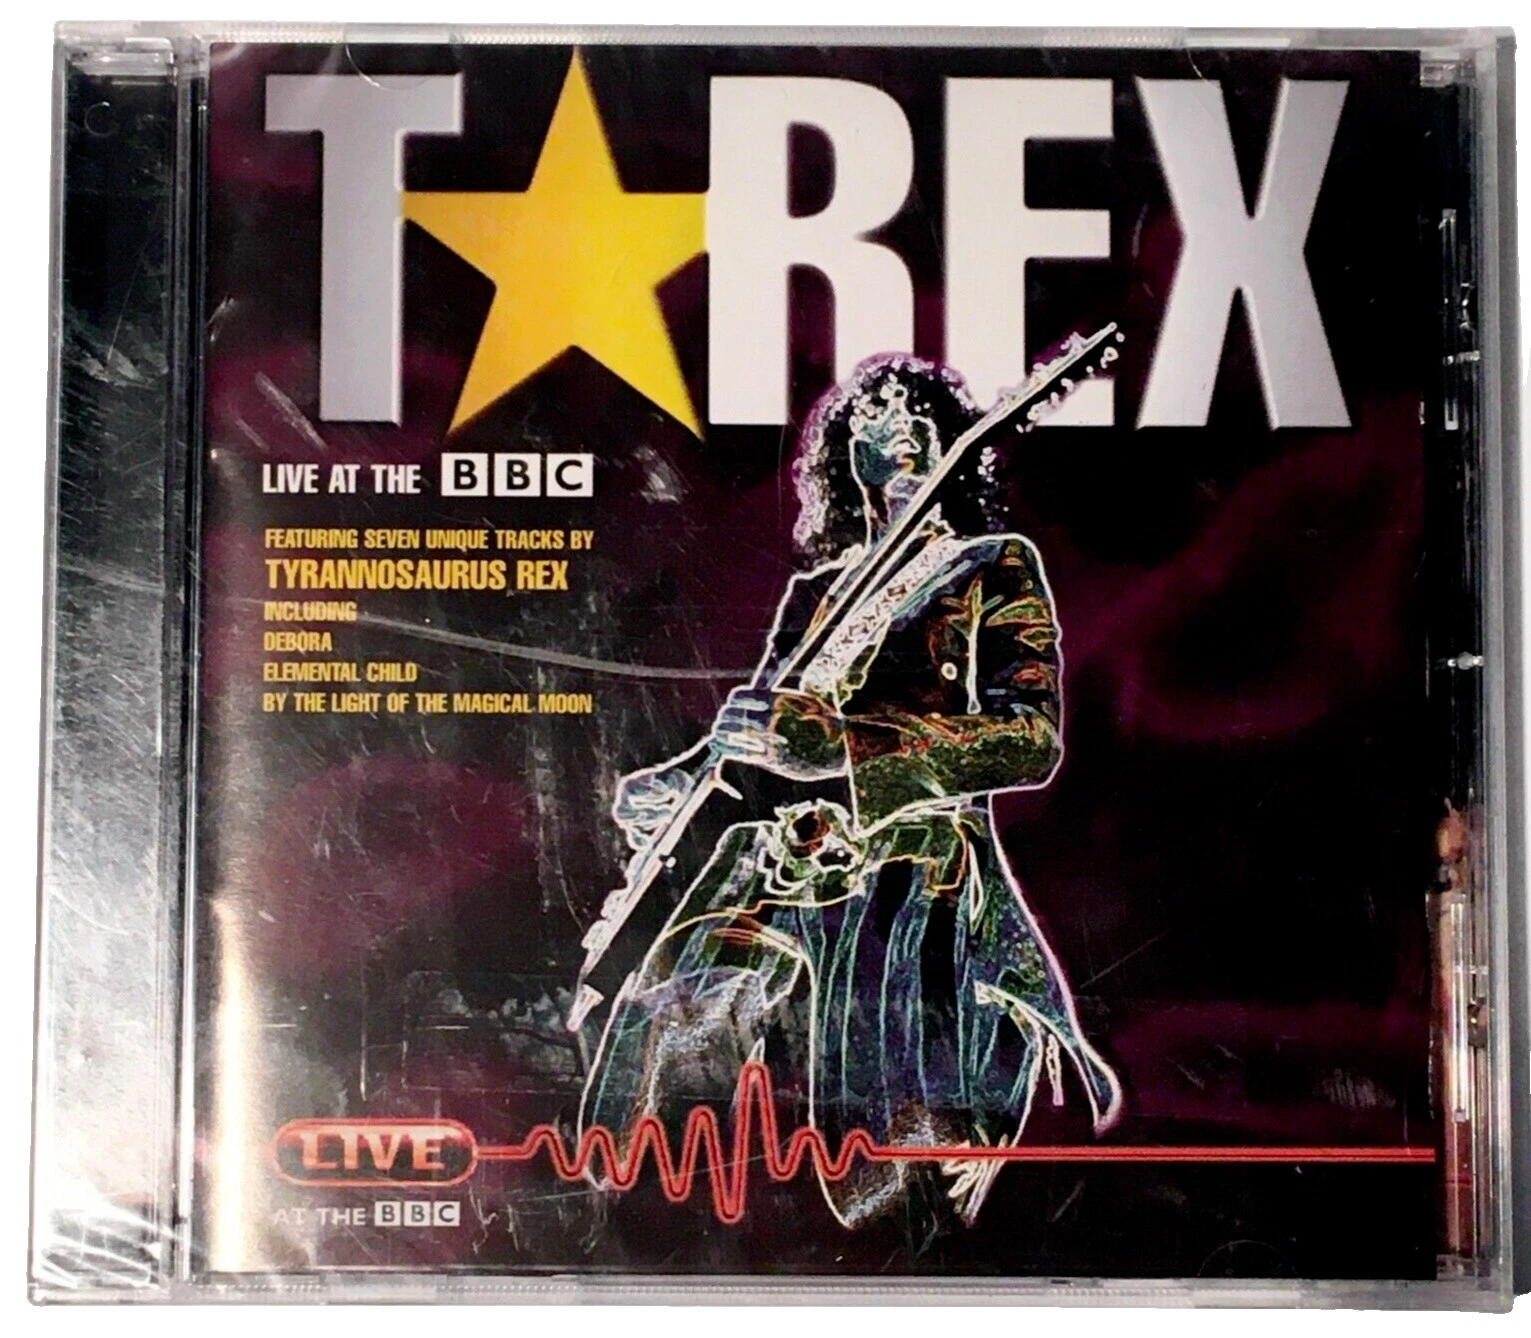 T★REX
LIVE AT THE BBC
FEATURING SEVEN UNIQUE TRACKS BY
TYRANNOSAURUS REX
INCLUDING
DEBORA
ELEMENTAL CHILD
BY THE LIGHT OF THE MAGICAL MOON
LIVE
AT THE BBC